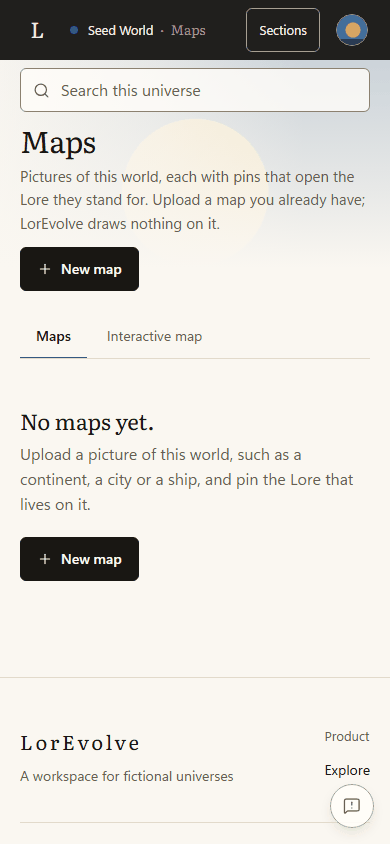 L
Seed World · Maps
Sections
Search this universe
Maps
Pictures of this world, each with pins that open the
Lore they stand for. Upload a map you already have;
LorEvolve draws nothing on it.
+ New map
Maps
Interactive map
No maps yet.
Upload a picture of this world, such as a
continent, a city or a ship, and pin the Lore that
lives on it.
+ New map
LorEvolve
A workspace for fictional universes
Product
Explore